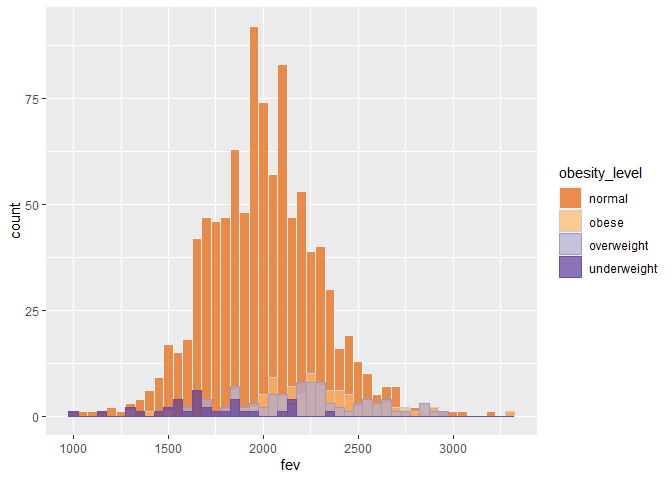 75
50
25
0
count
1000
1500
2000
2500
3000
fev
obesity_level
normal
obese
overweight
underweight